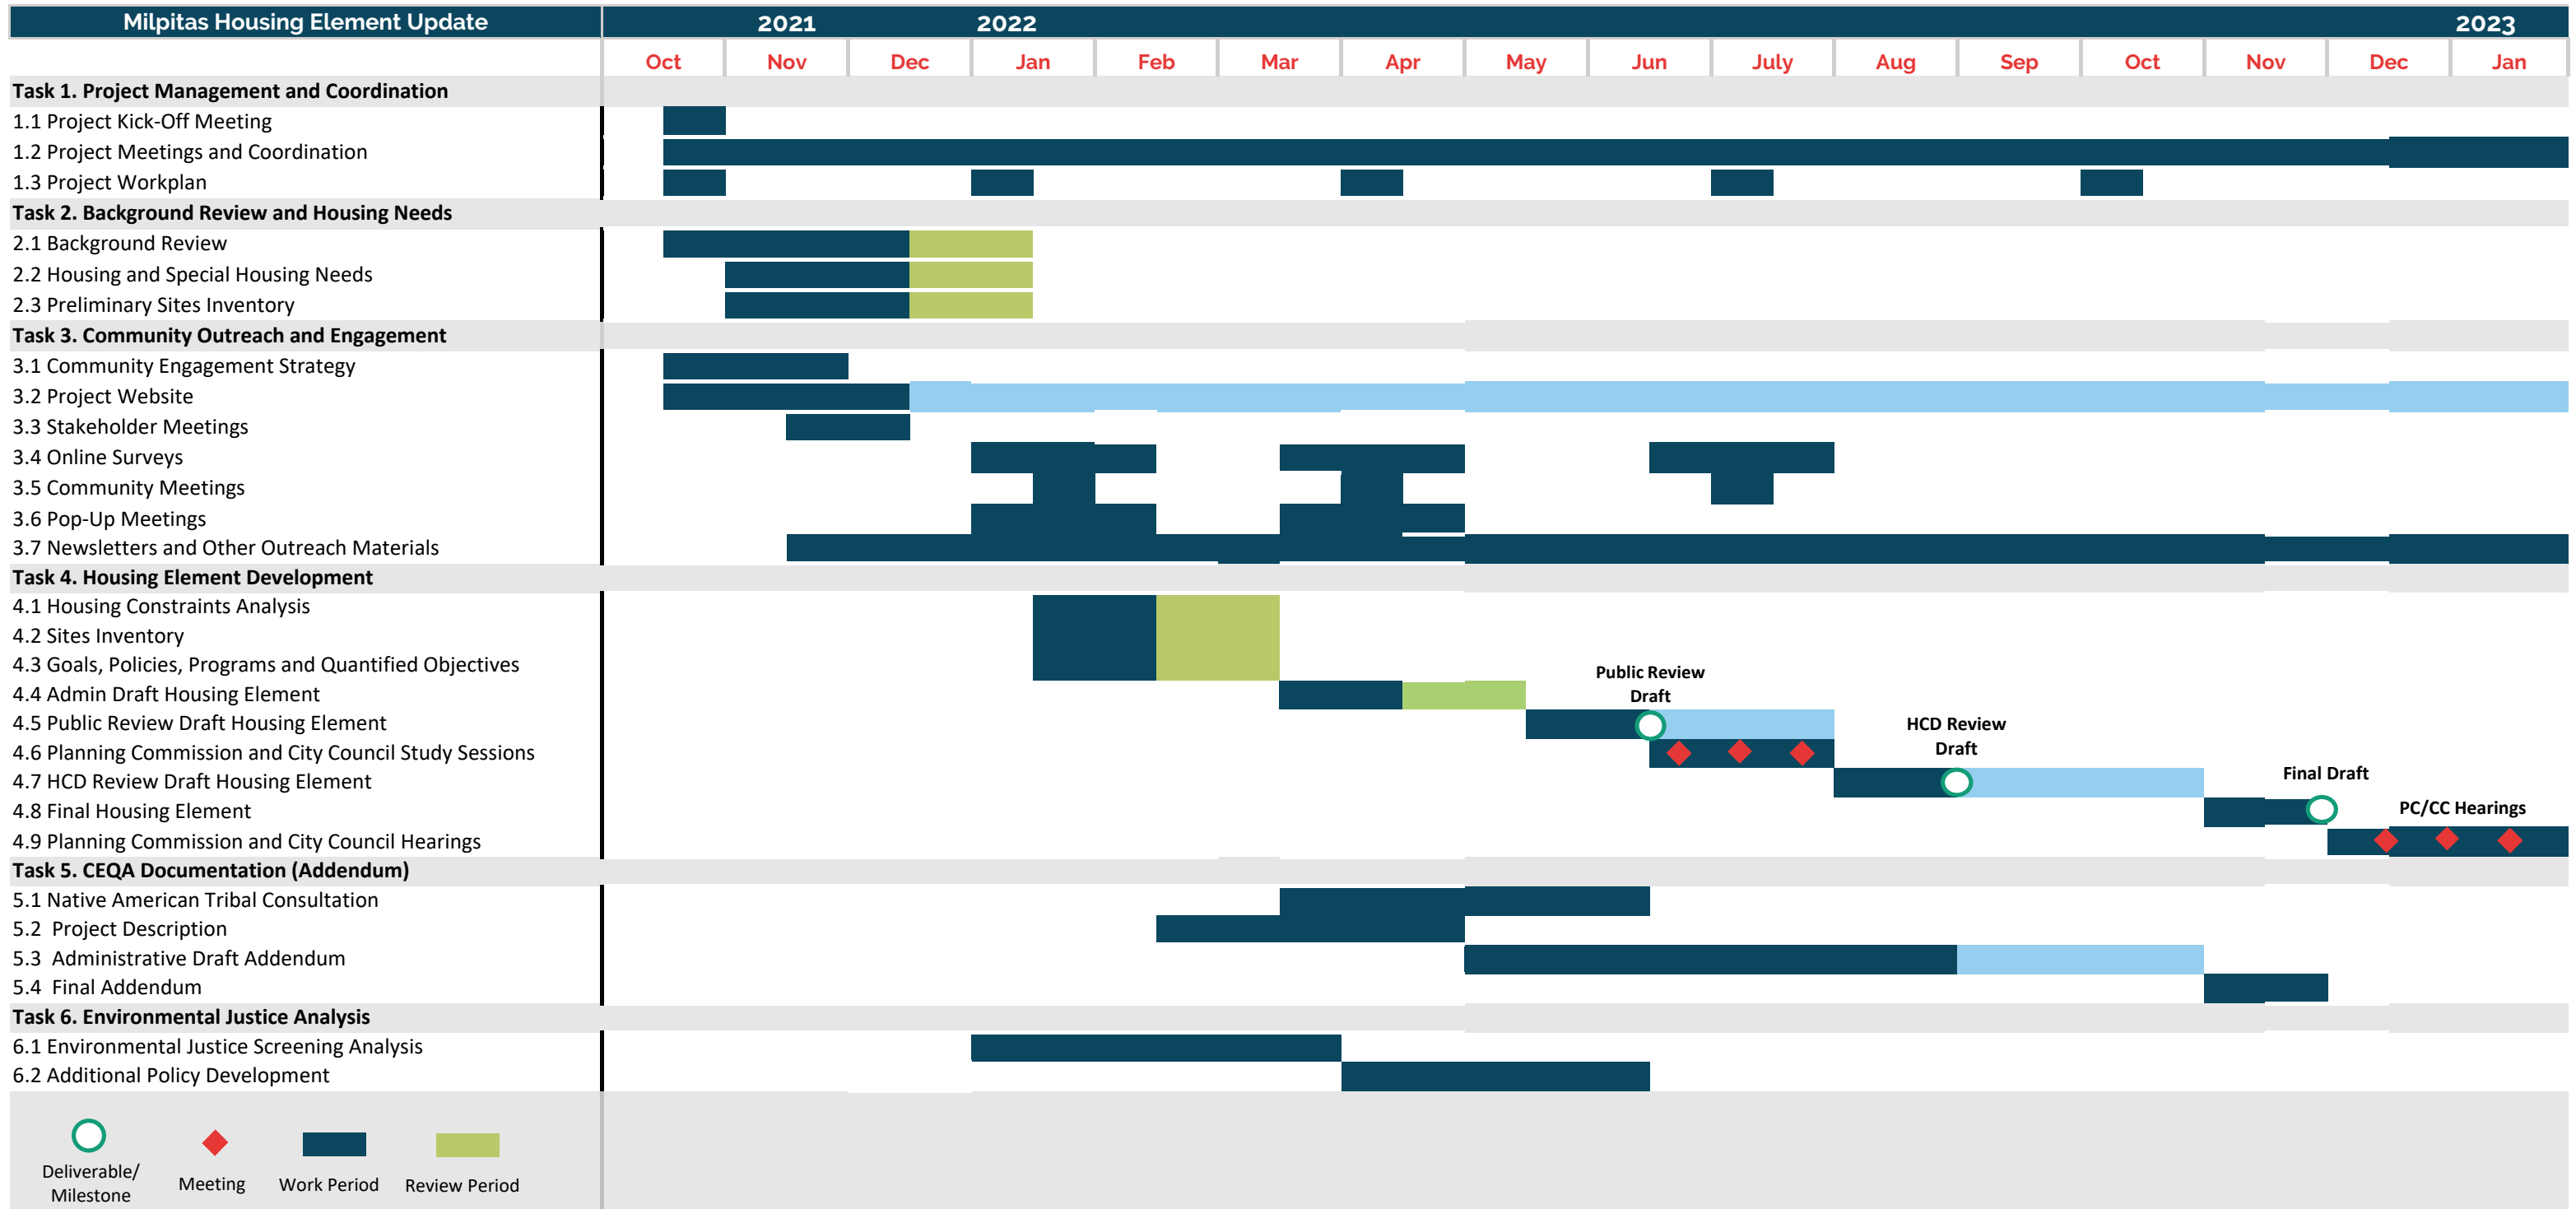 Milpitas Housing Element Update 2021 2022 2023
Oct Nov Dec Jan Feb Mar Apr May Jun July Aug Sep Oct Nov Dec Jan
Task 1. Project Management and Coordination
1.1 Project Kick-Off Meeting
1.2 Project Meetings and Coordination
1.3 Project Workplan
Task 2. Background Review and Housing Needs
2.1 Background Review
2.2 Housing and Special Housing Needs
2.3 Preliminary Sites Inventory
Task 3. Community Outreach and Engagement
3.1 Community Engagement Strategy
3.2 Project Website
3.3 Stakeholder Meetings
3.4 Online Surveys
3.5 Community Meetings
3.6 Pop-Up Meetings
3.7 Newsletters and Other Outreach Materials
Task 4. Housing Element Development
4.1 Housing Constraints Analysis
4.2 Sites Inventory
4.3 Goals, Policies, Programs and Quantified Objectives
Public Review
Draft
4.4 Admin Draft Housing Element
4.5 Public Review Draft Housing Element
HCD Review
Draft
4.6 Planning Commission and City Council Study Sessions
4.7 HCD Review Draft Housing Element
Final Draft
4.8 Final Housing Element
PC/CC Hearings
4.9 Planning Commission and City Council Hearings
Task 5. CEQA Documentation (Addendum)
5.1 Native American Tribal Consultation
5.2 Project Description
5.3 Administrative Draft Addendum
5.4 Final Addendum
Task 6. Environmental Justice Analysis
6.1 Environmental Justice Screening Analysis
6.2 Additional Policy Development
Deliverable/
Milestone
Meeting
Work Period
Review Period